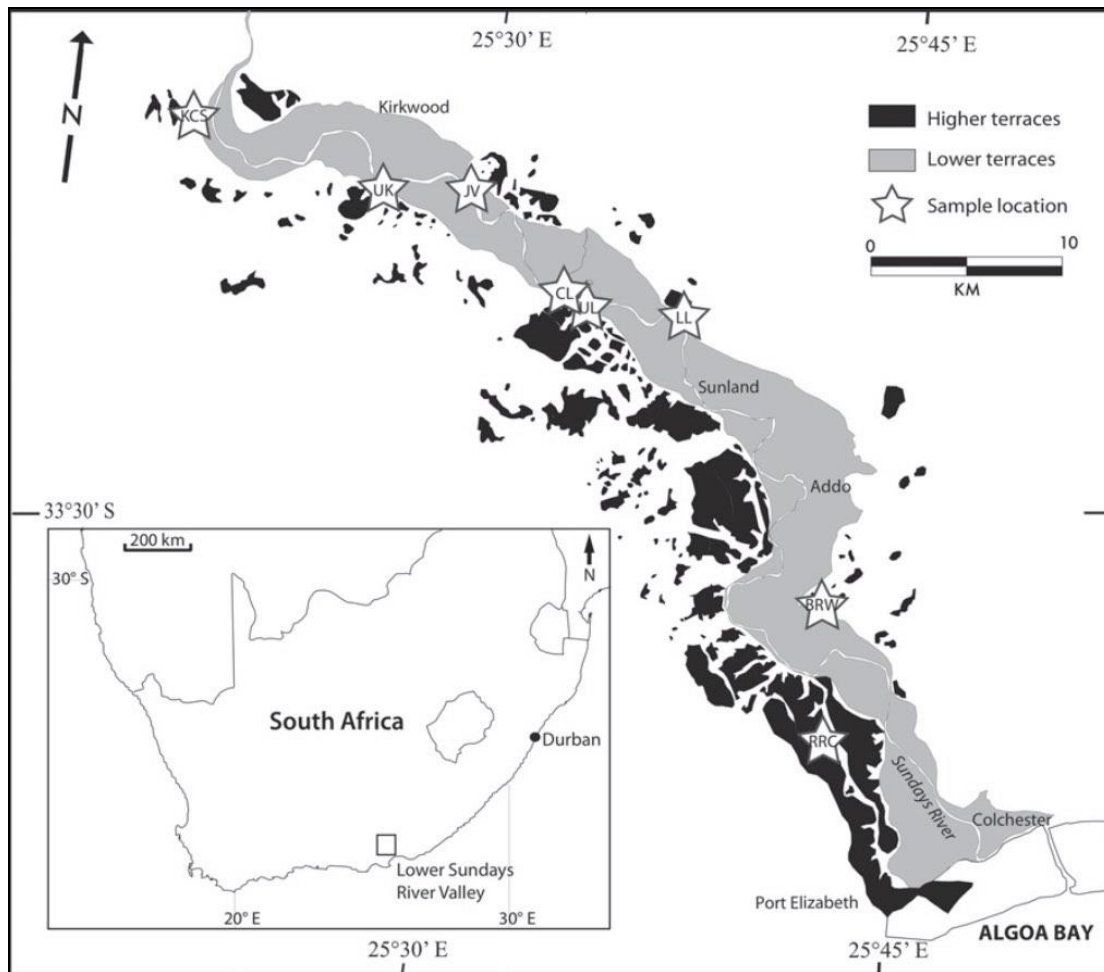 25°30' E
25°45' E
N
KCS
Kirkwood
Higher terraces
Lower terraces
Sample location
0
10
KM
UK
JV
CL
UL
LL
Sunland
Addo
33°30' S
BRW
RRC
Sundays River
Colchester
Port Elizabeth
ALGOA BAY
200 km
N
30° S
South Africa
Durban
Lower Sundays
River Valley
20° E
30° E
25°30' E
25°45' E